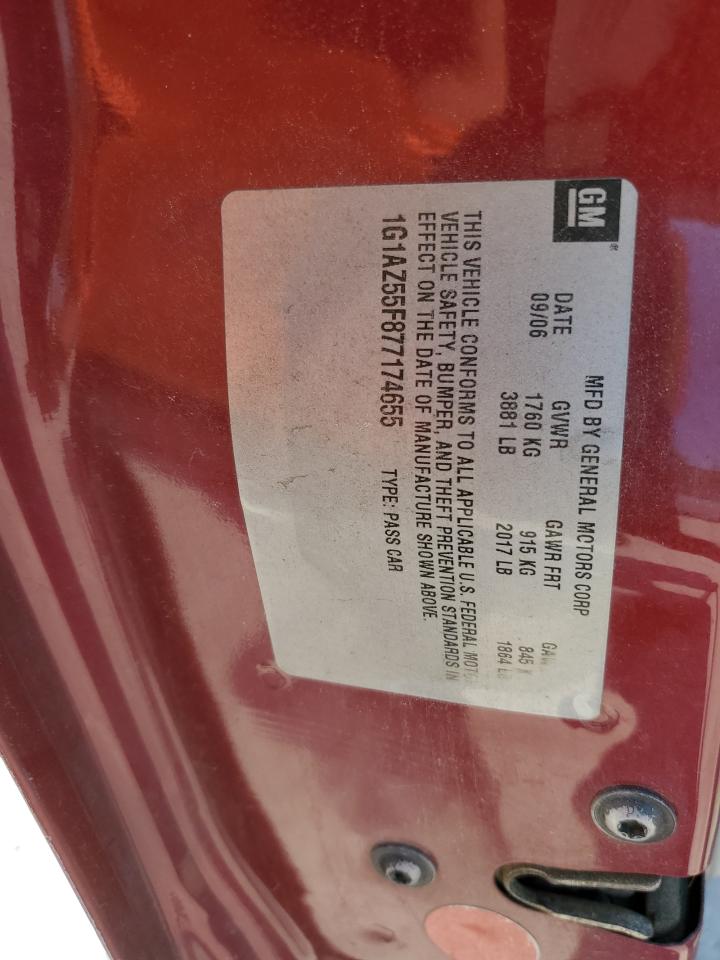 GM ®
MFD BY GENERAL MOTORS CORP
DATE GVWR GAWR FRT
09/06 1760 KG 915 KG 845
3881 LB 2017 LB 1864
THIS VEHICLE CONFORMS TO ALL APPLICABLE U.S. FEDERAL
VEHICLE SAFETY, BUMPER, AND THEFT PREVENTION STANDARDS IN
EFFECT ON THE DATE OF MANUFACTURE SHOWN ABOVE.
1G1AZ55F877174655 TYPE: PASS CAR